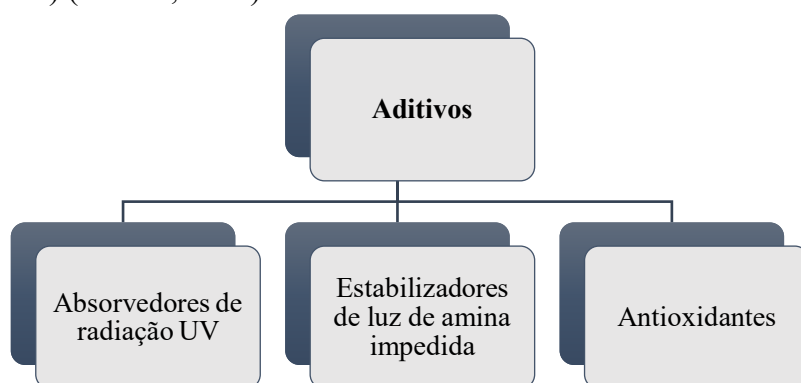 Aditivos
Absorvedores de
radiação UV
Estabilizadores
de luz de amina
impedida
Antioxidantes